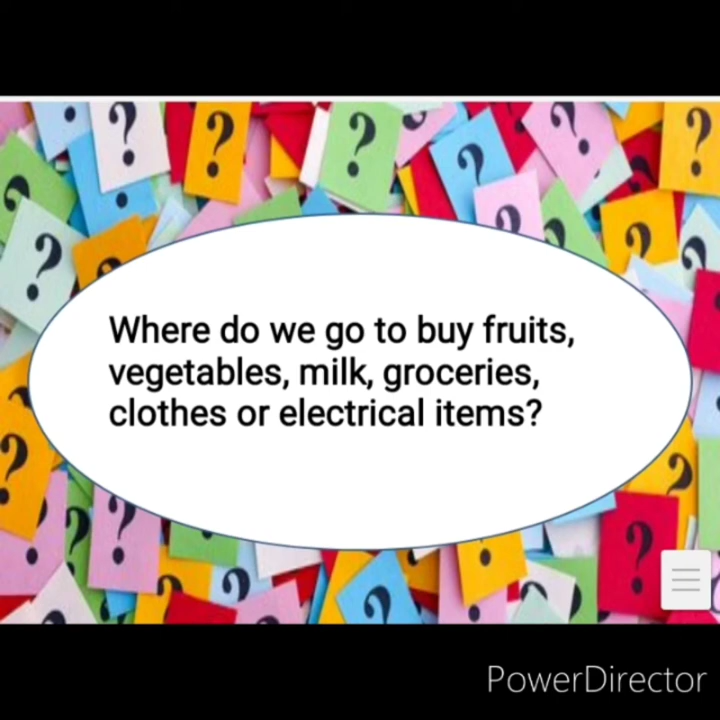 Where do we go to buy fruits,
vegetables, milk, groceries,
clothes or electrical items?
PowerDirector